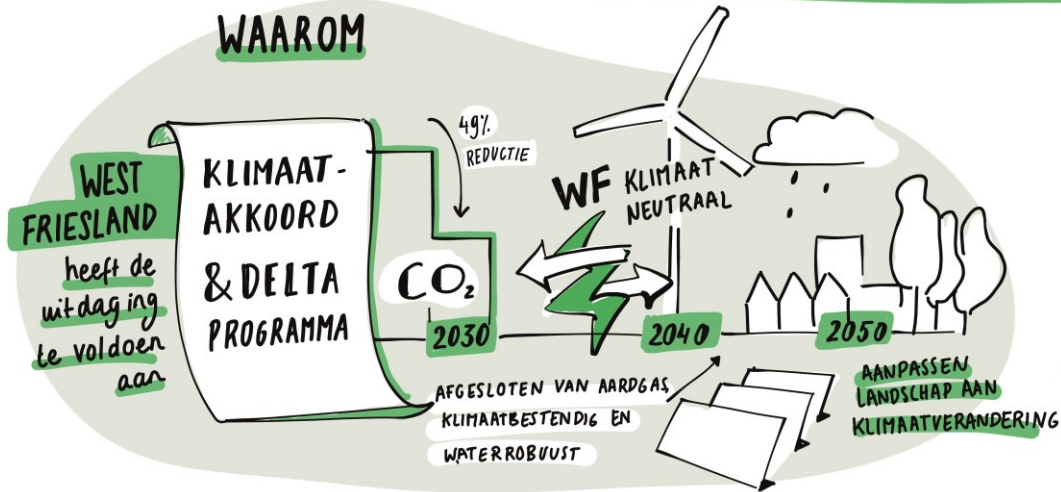 WAAROM
WEST
FRIESLAND
heeft de
uitdaging
te voldoen
aan
KLIMAAT-
AKKOORD
& DELTA
PROGRAMMA
49%
REDUCTIE
CO₂
2030
WF KLIMAAT
NEUTRAAL
2040
2050
AFGESLOTEN VAN AARDGAS,
KLIMAATBESTENDIG EN
WATERROBUUST
AANPASSEN
LANDSCHAP AAN
KLIMAATVERANDERING